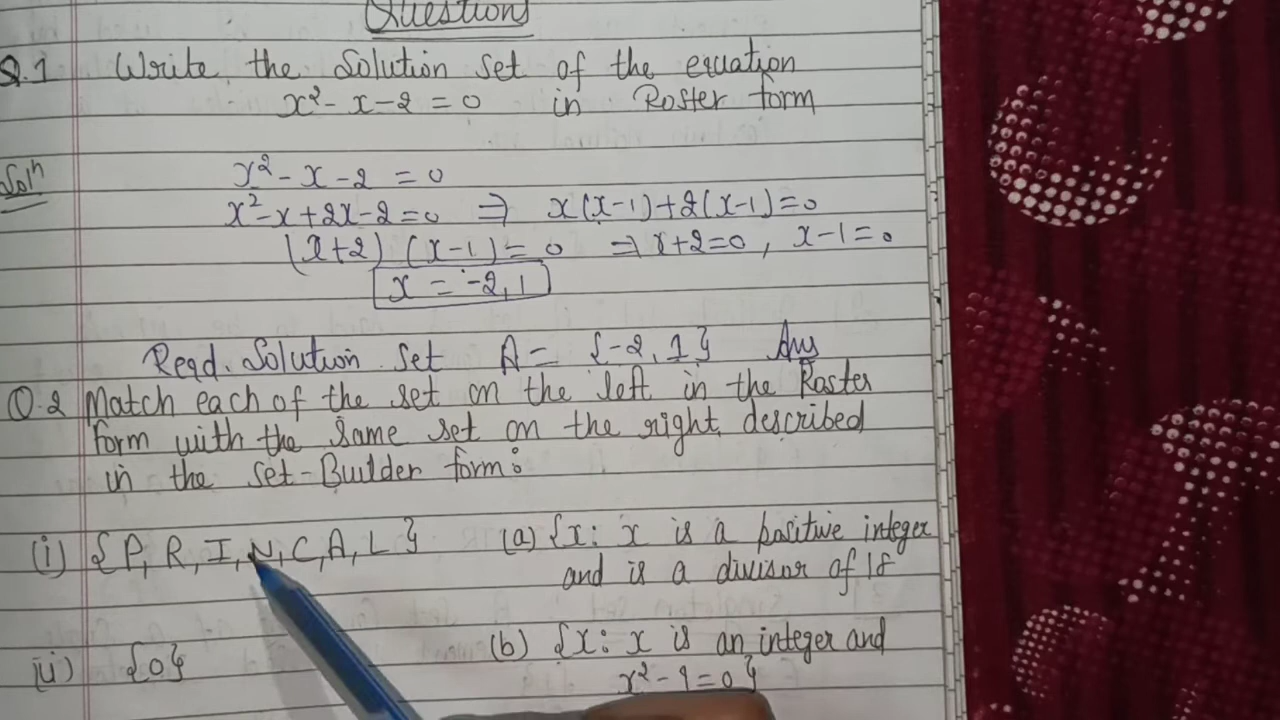 Question
Q.1 Write the Solution set of the equation
x² - x - 2 = 0 in Roster form
Solⁿ
x² - x - 2 = 0
x² - x + 2x - 2 = 0 ⇒ x(x-1) + 2(x-1) = 0
(x+2) (x-1) = 0 ⇒ x+2 = 0, x-1 = 0
x = -2, 1
Reqd. Solution set A = {-2, 1} Ans
Q.2 Match each of the set on the left in the Roster
form with the same set on the right described
in the set-Builder form:
(i) {P, R, I, N, C, A, L} (a) {x: x is a positive integer
and is a divisor of 18
(ii) {0} (b) {x: x is an integer and
x² - 9 = 0}